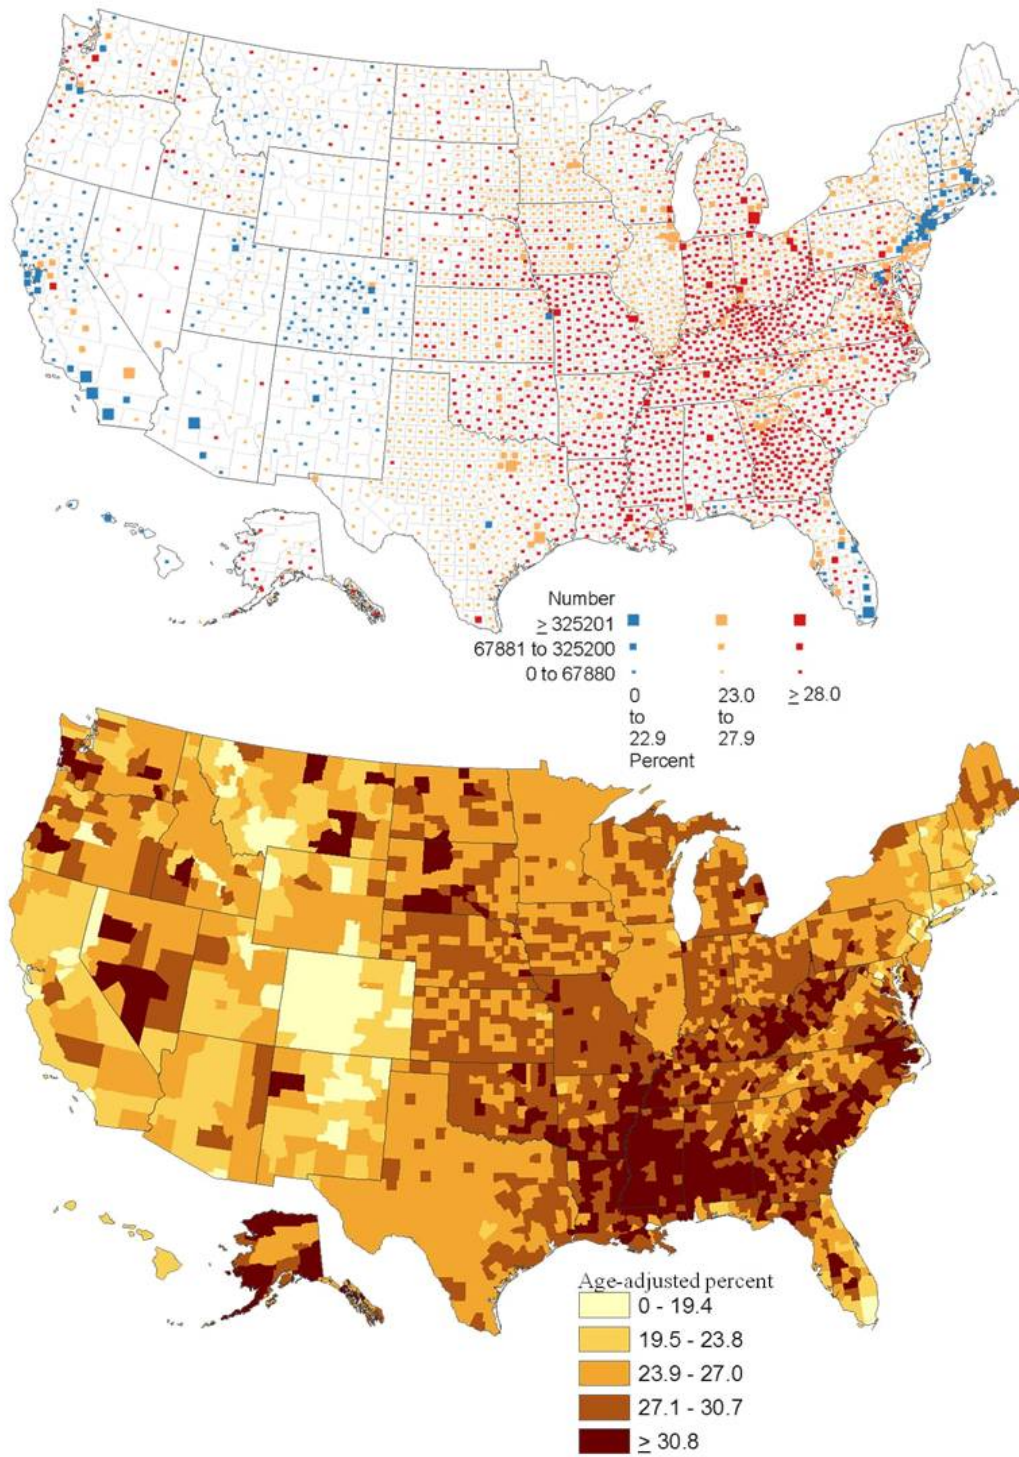 Number
≥ 325201
67881 to 325200
0 to 67880
0 to 22.9
23.0 to 27.9
≥ 28.0
Percent
Age-adjusted percent
0 - 19.4
19.5 - 23.8
23.9 - 27.0
27.1 - 30.7
≥ 30.8